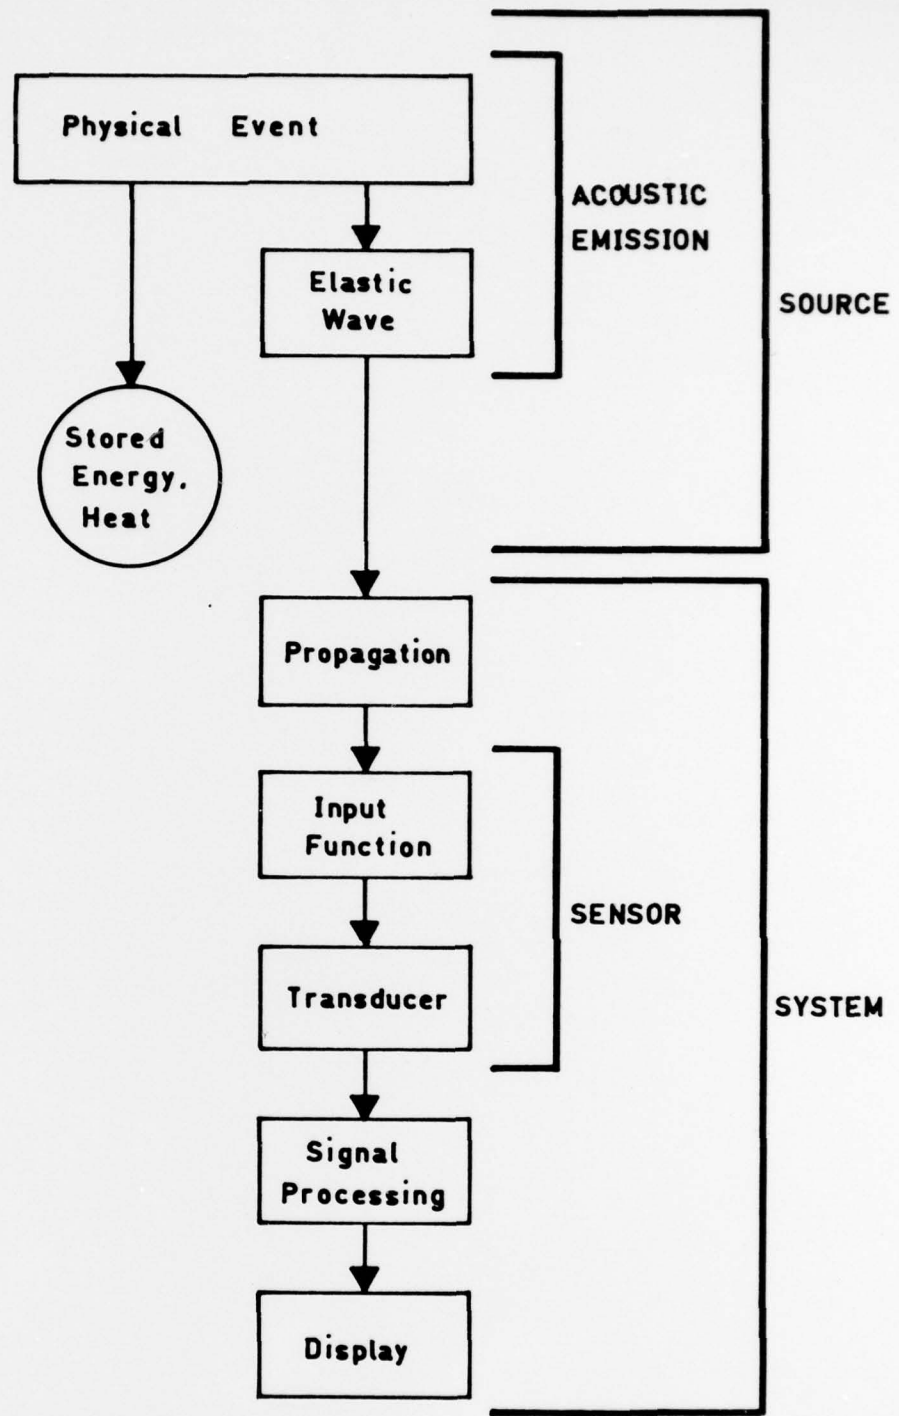 Physical Event
ACOUSTIC
EMISSION
Elastic
Wave
SOURCE
Stored
Energy.
Heat
Propagation
Input
Function
SENSOR
Transducer
SYSTEM
Signal
Processing
Display